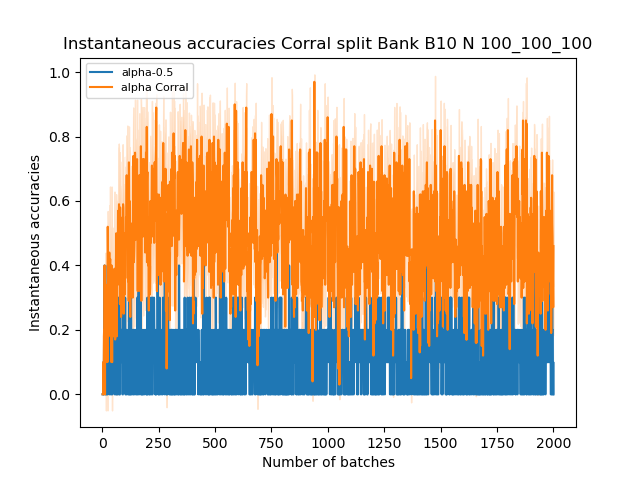 Instantaneous accuracies Corral split Bank B10 N 100_100_100
alpha-0.5
alpha Corral
1.0
0.8
0.6
0.4
0.2
0.0
Instantaneous accuracies
0 250 500 750 1000 1250 1500 1750 2000
Number of batches